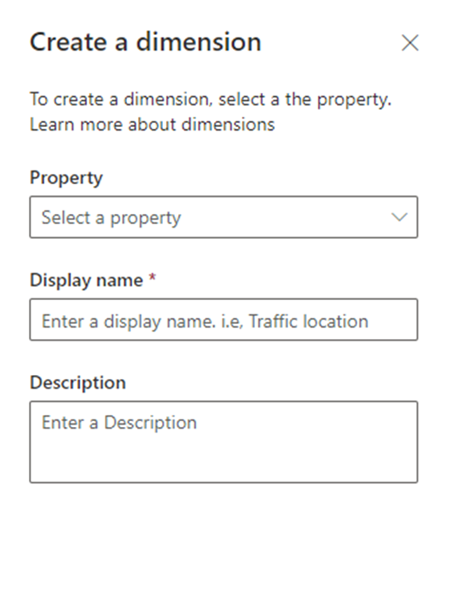 Create a dimension
To create a dimension, select a the property.
Learn more about dimensions
Property
Select a property
Display name *
Enter a display name. i.e, Traffic location
Description
Enter a Description